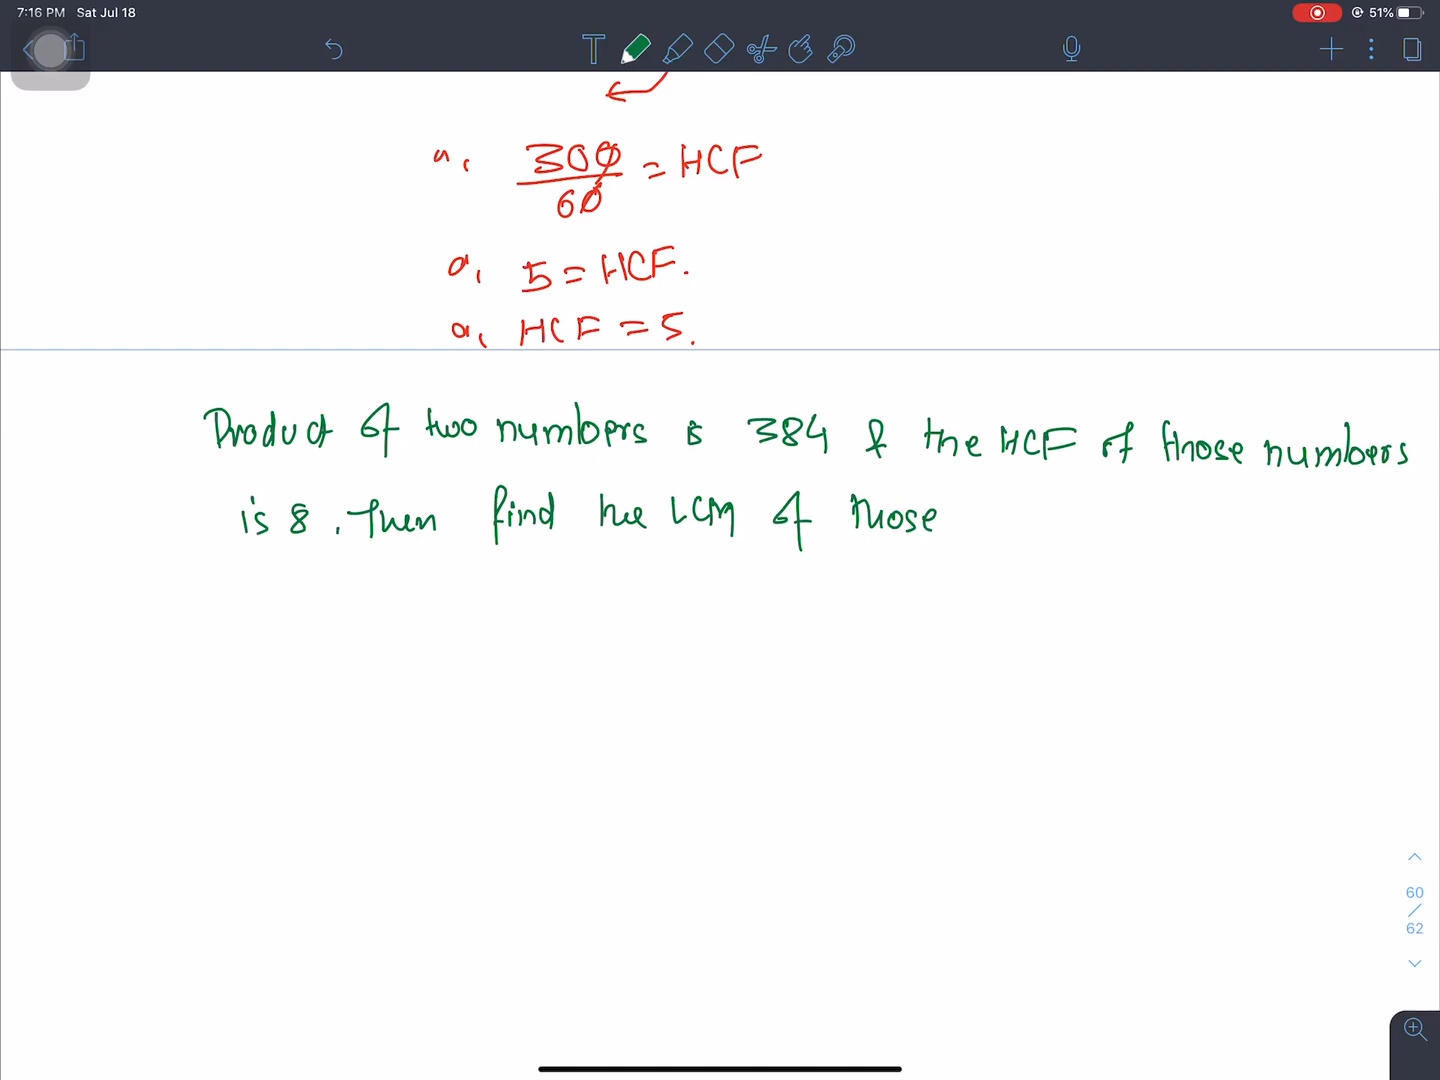 7:16 PM Sat Jul 18
51%
300/60 = HCF
5 = HCF.
HCF = 5.
Product of two numbers is 384 & the HCF of those numbers
is 8. Then find the LCM of those
60
/
62